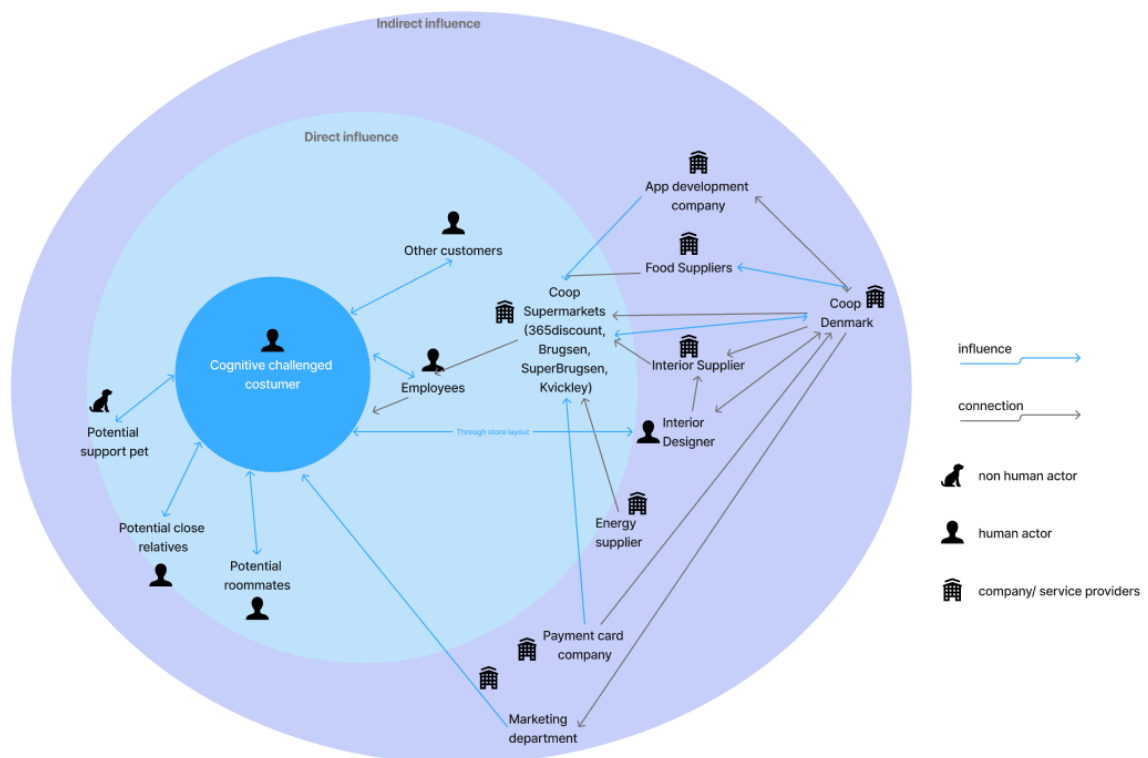 Indirect influence
Direct influence
App development
company
Other customers
Food Suppliers
Coop
Supermarkets
(365discount,
Brugsen,
SuperBrugsen,
Kvickley)
Coop
Denmark
Cognitive challenged
costumer
Interior Supplier
Employees
Through store layout
Interior
Designer
Potential
support pet
Potential close
relatives
Energy
supplier
Potential
roommates
Payment card
company
Marketing
department
influence
connection
non human actor
human actor
company/ service providers